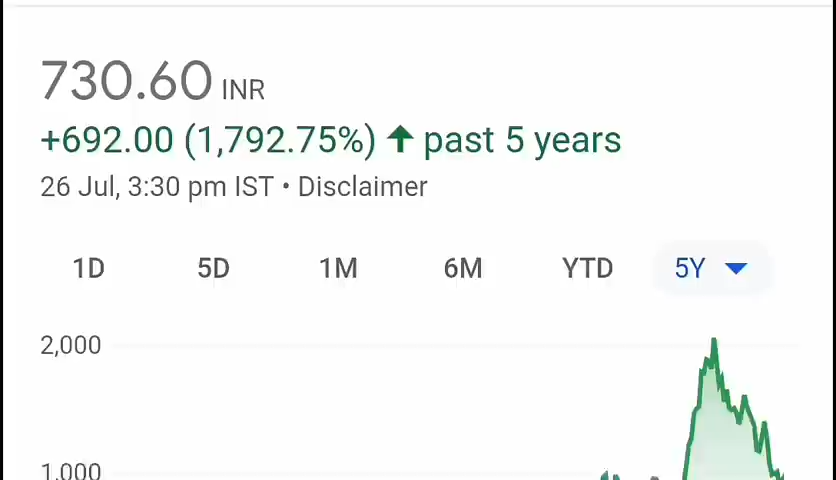 730.60 INR
+692.00 (1,792.75%) ↑ past 5 years
26 Jul, 3:30 pm IST • Disclaimer
1D 5D 1M 6M YTD 5Y
2,000
1,000